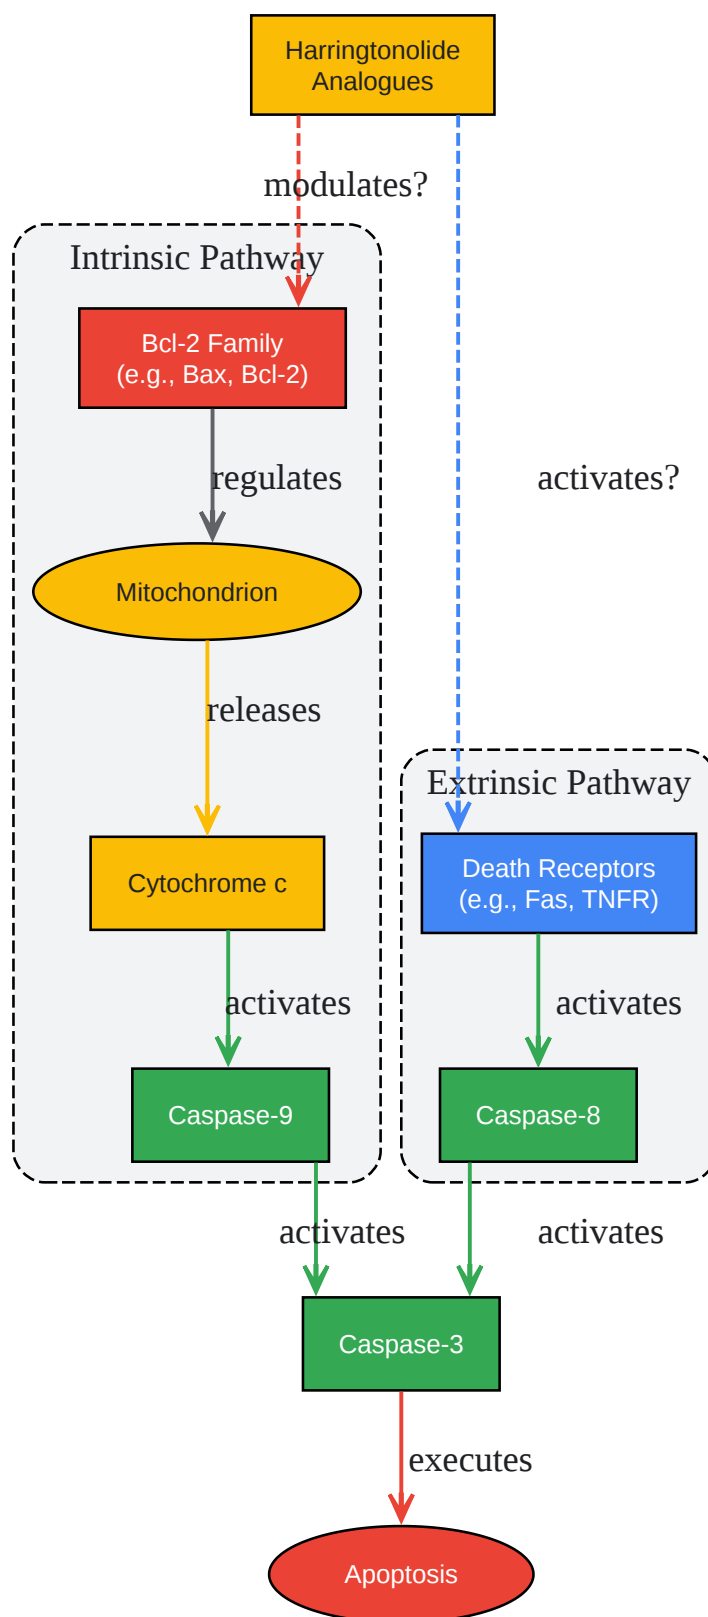 Harringtonolide
Analogues
modulates?
Intrinsic Pathway
Bcl-2 Family
(e.g., Bax, Bcl-2)
regulates
activates?
Mitochondrion
releases
Extrinsic Pathway
Cytochrome c
Death Receptors
(e.g., Fas, TNFR)
activates
activates
Caspase-9
Caspase-8
activates
activates
Caspase-3
executes
Apoptosis